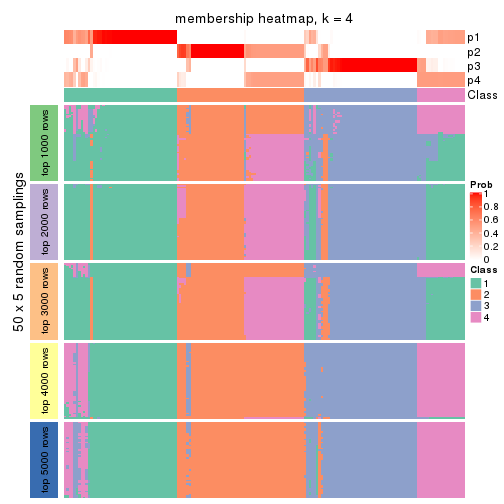 membership heatmap, k = 4
p1
p2
p3
p4
Class
50 x 5 random samplings
top 1000 rows
top 2000 rows
top 3000 rows
top 4000 rows
top 5000 rows
Prob
1
0.8
0.6
0.4
0.2
0
Class
1
2
3
4